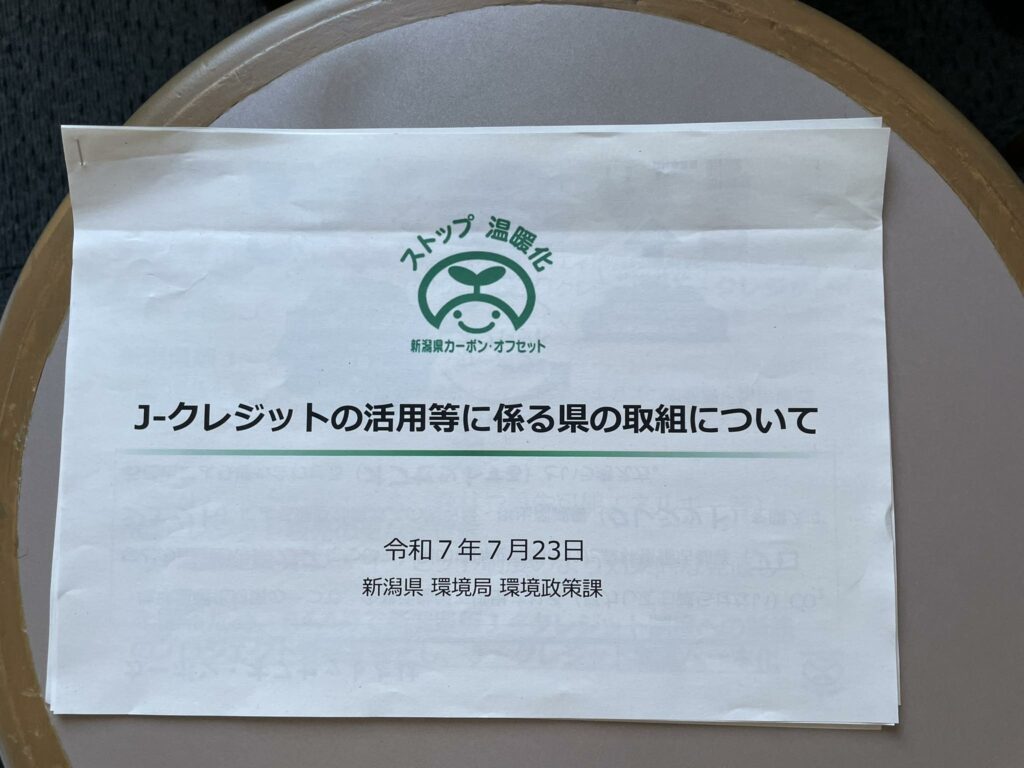 ストップ 温暖化
新潟県カーボン・オフセット
J-クレジットの活用等に係る県の取組について
令和７年７月23日
新潟県 環境局 環境政策課